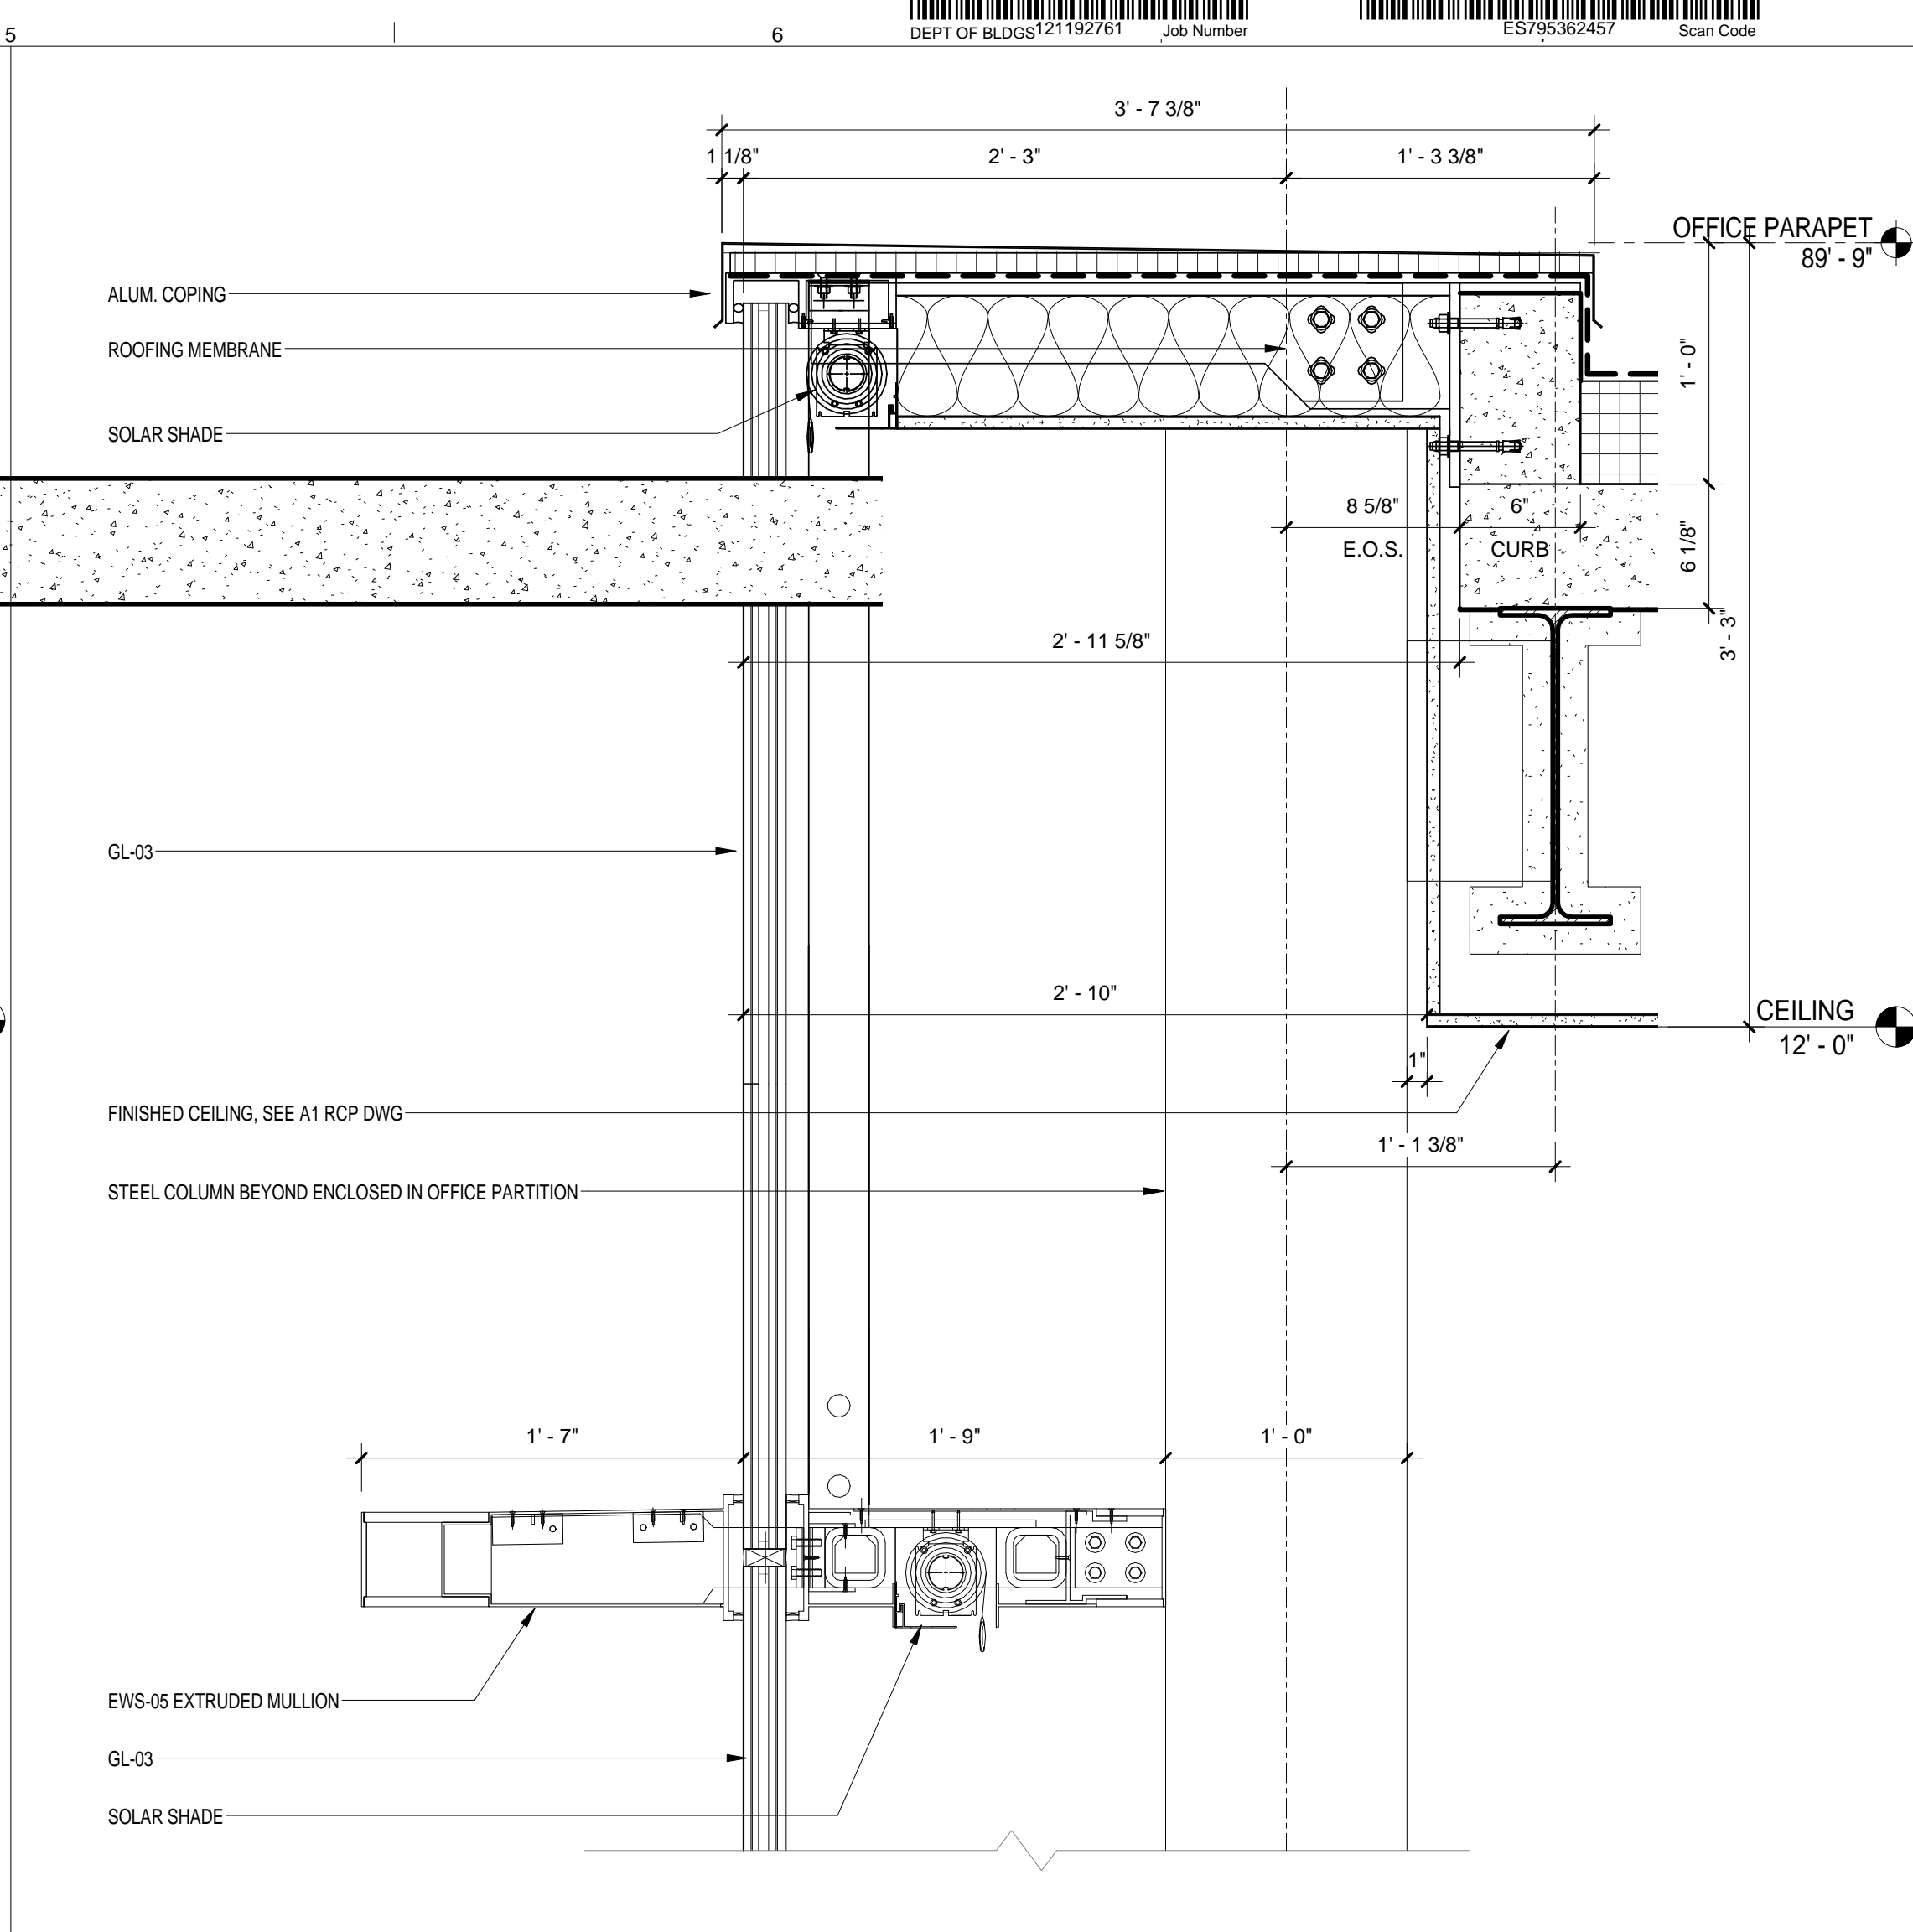 5
6
DEPT OF BLDGS121192761 Job Number
ES795362457 Scan Code
3' - 7 3/8"
1 1/8"
2' - 3"
1' - 3 3/8"
OFFICE PARAPET
89' - 9"
ALUM. COPING
ROOFING MEMBRANE
SOLAR SHADE
1' - 0"
8 5/8"
6"
E.O.S.
CURB
6 1/8"
2' - 11 5/8"
3' - 3"
GL-03
2' - 10"
CEILING
12' - 0"
1"
FINISHED CEILING, SEE A1 RCP DWG
1' - 1 3/8"
STEEL COLUMN BEYOND ENCLOSED IN OFFICE PARTITION
1' - 7"
1' - 9"
1' - 0"
EWS-05 EXTRUDED MULLION
GL-03
SOLAR SHADE